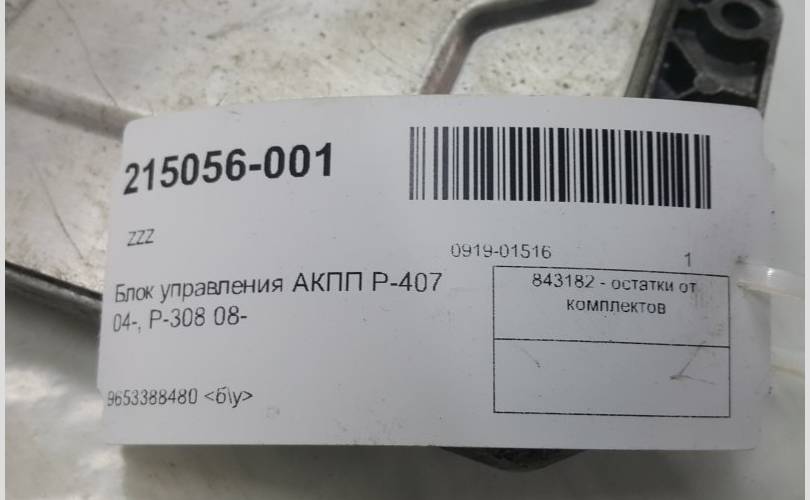 215056-001
zzz
0919-01516 1
Блок управления АКПП P-407
04-, P-308 08-
843182 - остатки от
комплектов
9653388480 <б\у>